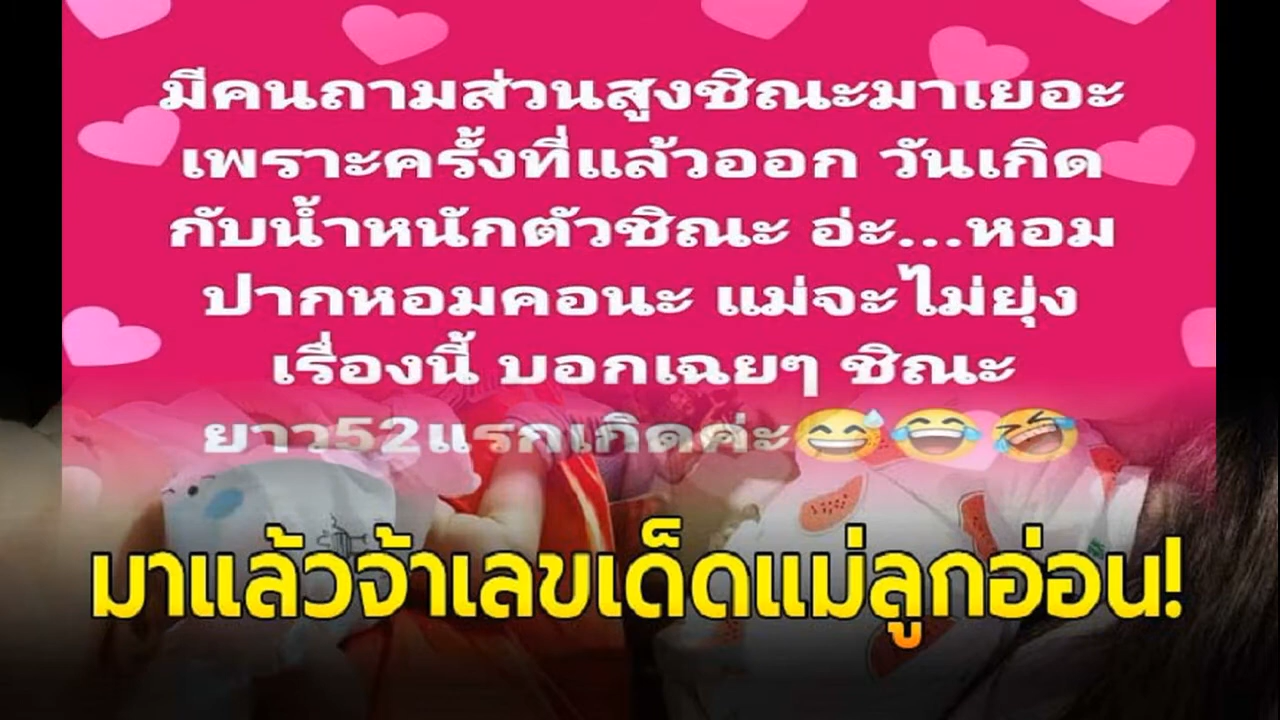 มีคนถามส่วนสูงชิณะมาเยอะ
เพราะครั้งที่แล้วออก วันเกิด
กับน้ำหนักตัวชิณะ อ่ะ...หอม
ปากหอมคอนะ แม่จะไม่ยุ่ง
เรื่องนี้ บอกเฉยๆ ชิณะ
ยาว52แรกเกิดค่ะ😅😂🤣
มาแล้วจ้าเลขเด็ดแม่ลูกอ่อน!